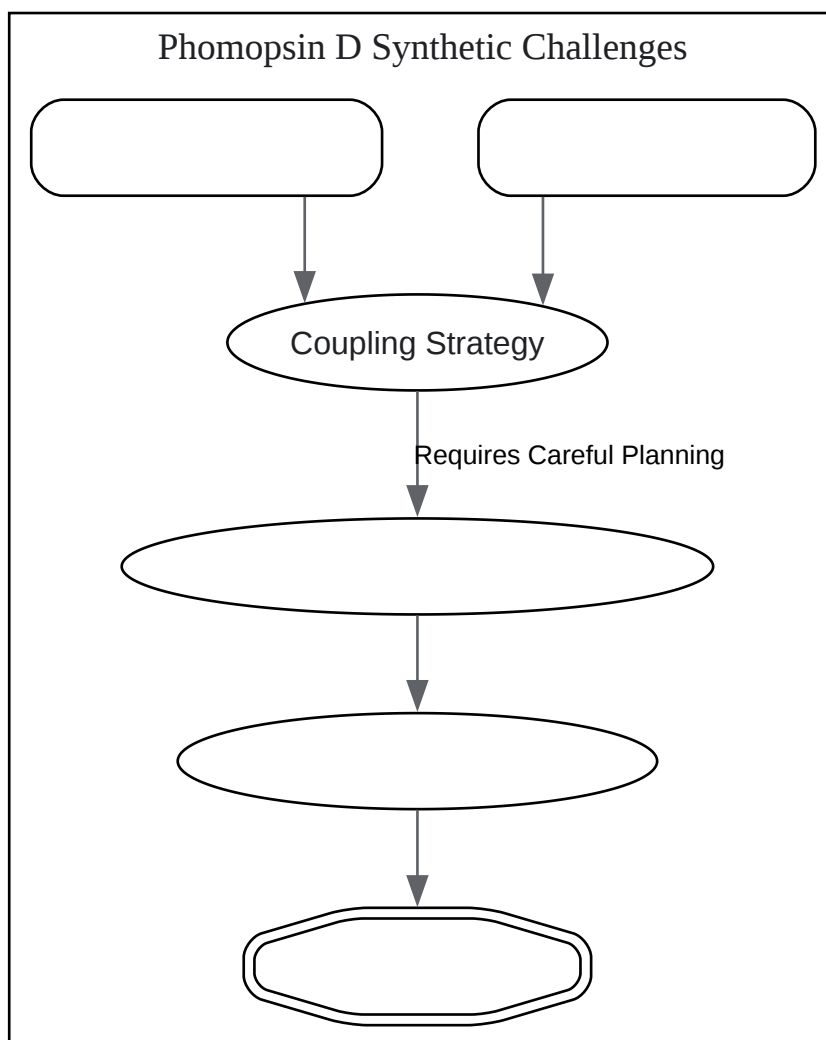 Phomopsin D Synthetic Challenges
Coupling Strategy
Requires Careful Planning